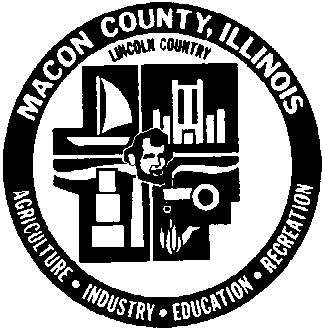 MACON COUNTY, ILLINOIS
LINCOLN COUNTRY
AGRICULTURE • INDUSTRY • EDUCATION • RECREATION